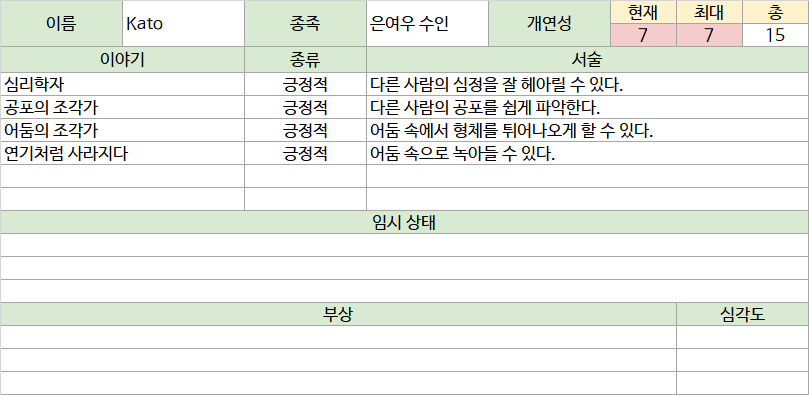 이름 Kato 종족 은여우 수인 개연성 현재 최대 총
7 7 15
이야기 종류 서술
심리학자 긍정적 다른 사람의 심정을 잘 헤아릴 수 있다.
공포의 조각가 긍정적 다른 사람의 공포를 쉽게 파악한다.
어둠의 조각가 긍정적 어둠 속에서 형체를 튀어나오게 할 수 있다.
연기처럼 사라지다 긍정적 어둠 속으로 녹아들 수 있다.
임시 상태
부상 심각도